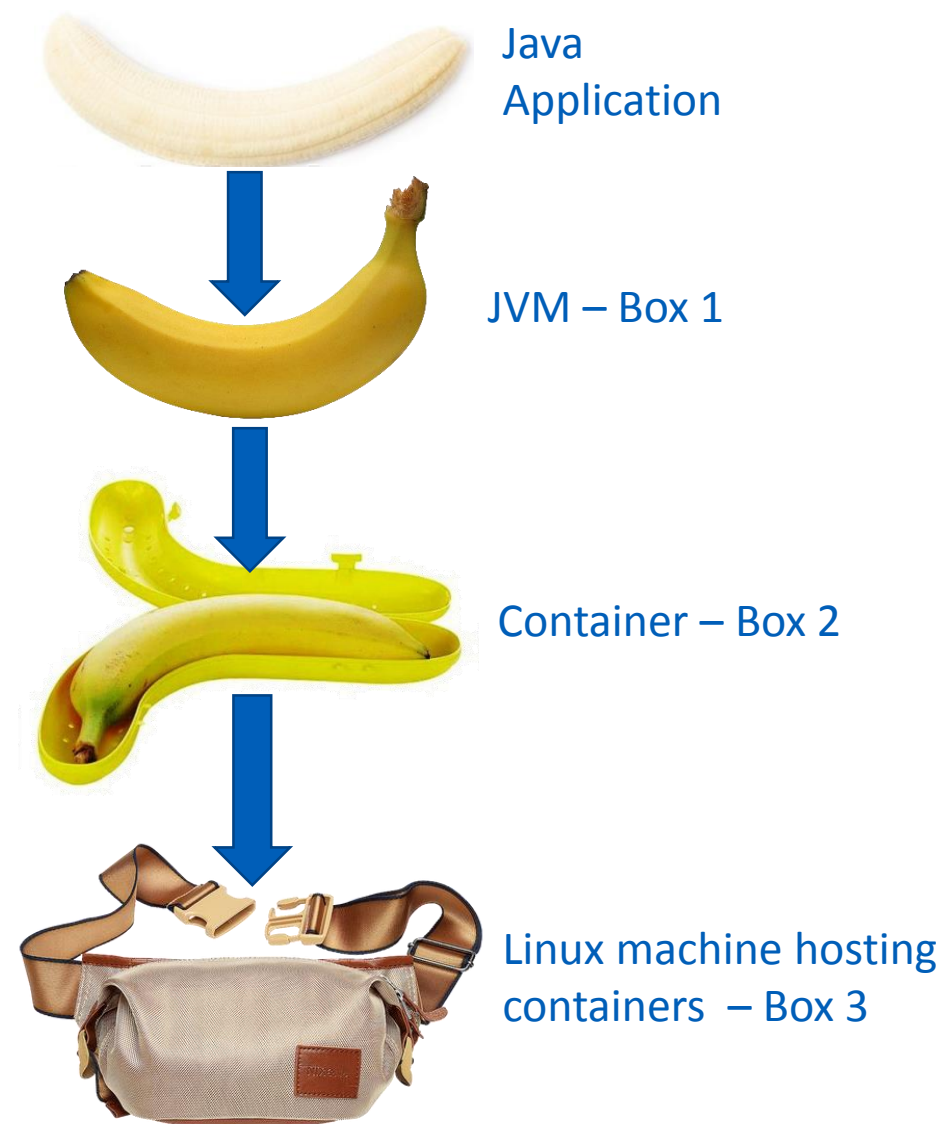 Java
Application
JVM – Box 1
Container – Box 2
Linux machine hosting
containers – Box 3